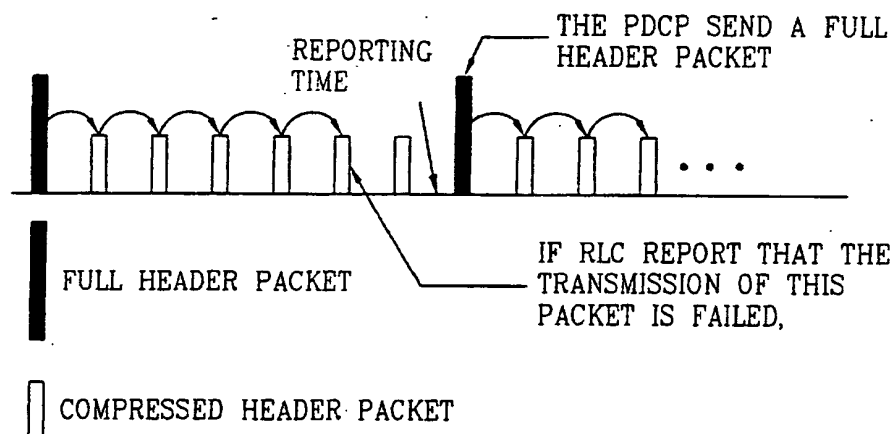 THE PDCP SEND A FULL
HEADER PACKET
REPORTING
TIME
IF RLC REPORT THAT THE
TRANSMISSION OF THIS
PACKET IS FAILED,
FULL HEADER PACKET
COMPRESSED HEADER PACKET